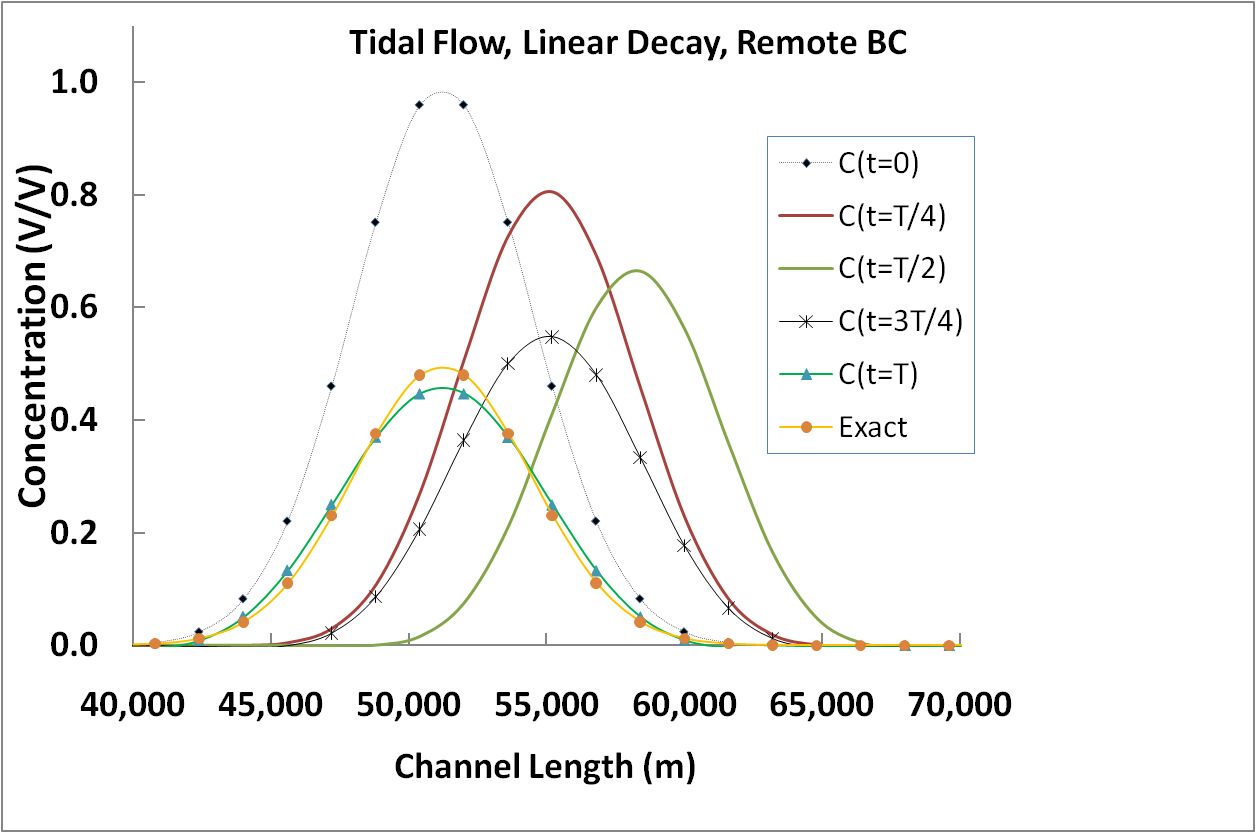 Tidal Flow, Linear Decay, Remote BC
1.0
0.8
0.6
0.4
0.2
0.0
Concentration (V/V)
C(t=0)
C(t=T/4)
C(t=T/2)
C(t=3T/4)
C(t=T)
Exact
40,000 45,000 50,000 55,000 60,000 65,000 70,000
Channel Length (m)